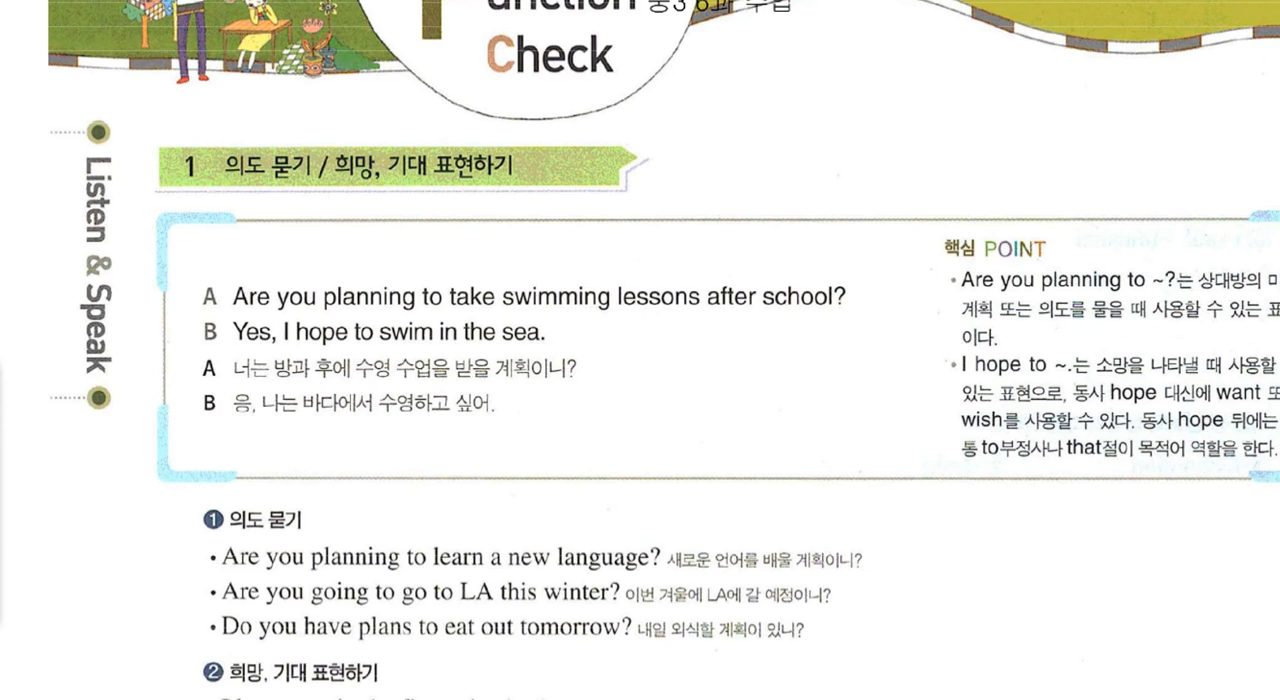 중3 6과 수업
Check
Listen & Speak
1 의도 묻기 / 희망, 기대 표현하기
A Are you planning to take swimming lessons after school?
B Yes, I hope to swim in the sea.
A 너는 방과 후에 수영 수업을 받을 계획이니?
B 응, 나는 바다에서 수영하고 싶어.
핵심 POINT
• Are you planning to ~?는 상대방의 미
계획 또는 의도를 물을 때 사용할 수 있는 표
이다.
• I hope to ~.는 소망을 나타낼 때 사용할
있는 표현으로, 동사 hope 대신에 want 또
wish를 사용할 수 있다. 동사 hope 뒤에는
통 to부정사나 that절이 목적어 역할을 한다.
❶ 의도 묻기
• Are you planning to learn a new language? 새로운 언어를 배울 계획이니?
• Are you going to go to LA this winter? 이번 겨울에 LA에 갈 예정이니?
• Do you have plans to eat out tomorrow? 내일 외식할 계획이 있니?
❷ 희망, 기대 표현하기